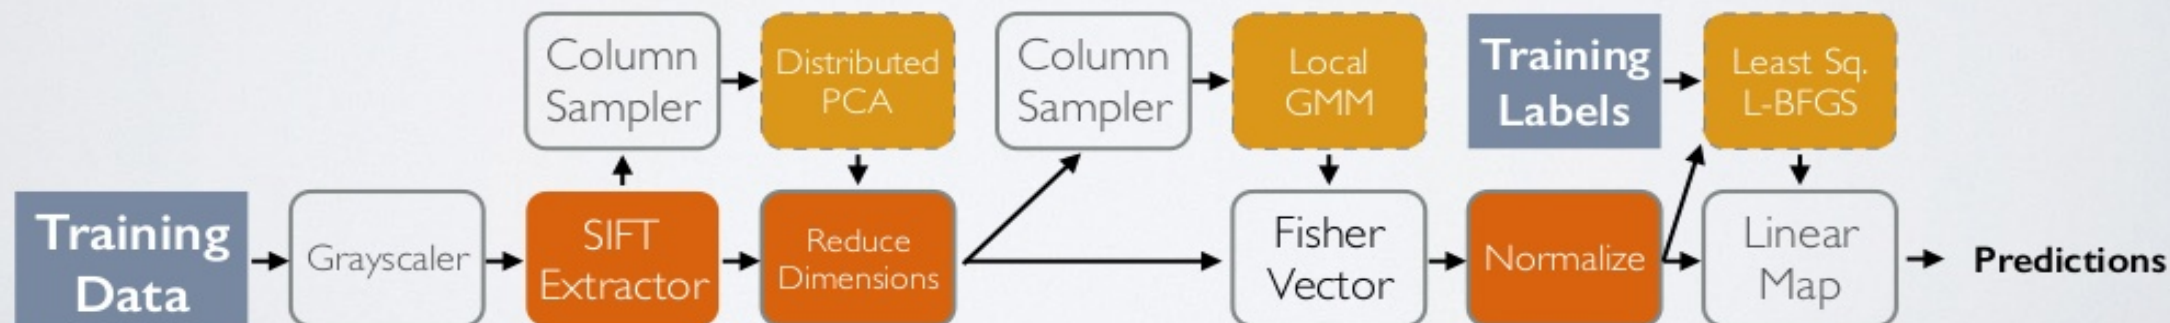 Column
Sampler
Distributed
PCA
Column
Sampler
Local
GMM
Training
Labels
Least Sq.
L-BFGS
Training
Data
Grayscaler
SIFT
Extractor
Reduce
Dimensions
Fisher
Vector
Normalize
Linear
Map
Predictions